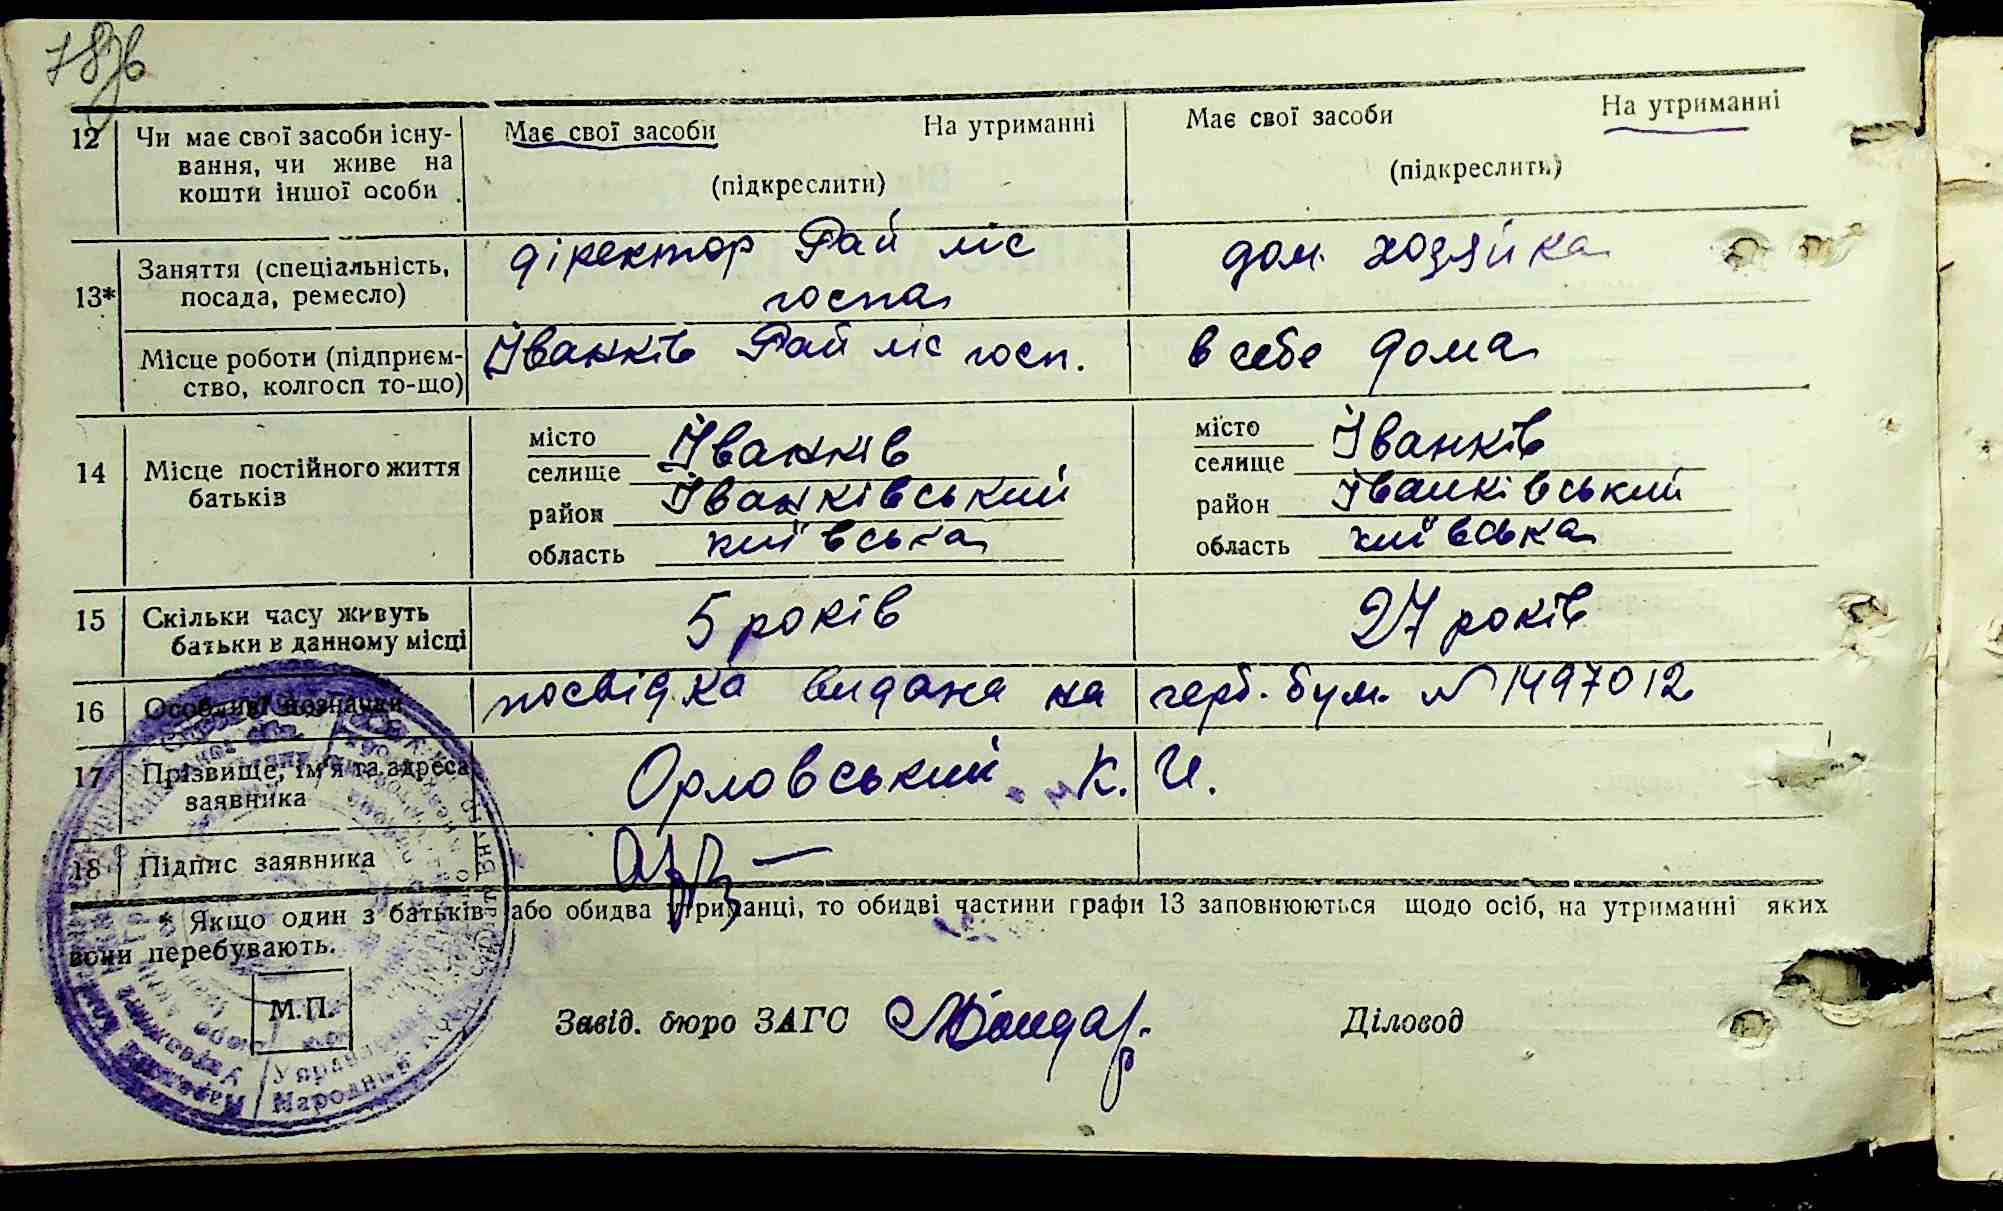 12 Чи має свої засоби існу-
вання, чи живе на
кошти іншої особи
Має свої засоби На утриманні
(підкреслити)
Має свої засоби На утриманні
(підкреслити)
13* Заняття (спеціальність,
посада, ремесло)
діректор Рай ліс
госпа
дом. хозяйка
Місце роботи (підприєм-
ство, колгосп то-що)
Іванків Рай ліс госп.
в себе дома
14 Місце постійного життя
батьків
місто
селище Іванків
район Іванківський
область київська
місто
селище Іванків
район Іванківський
область київська
15 Скільки часу живуть
батьки в данному місці
5 років
27 років
16 Особливі позначки
посвідка видана на герб. бум. № 1497012
17 Прізвище, ім'я та адреса
заявника
Орловський К. И.
18 Підпис заявника
* Якщо один з батьків або обидва утриманці, то обидві частини графи 13 заповнюються щодо осіб, на утриманні яких
вони перебувають.
М.П.
Завід. бюро ЗАГС
Діловод